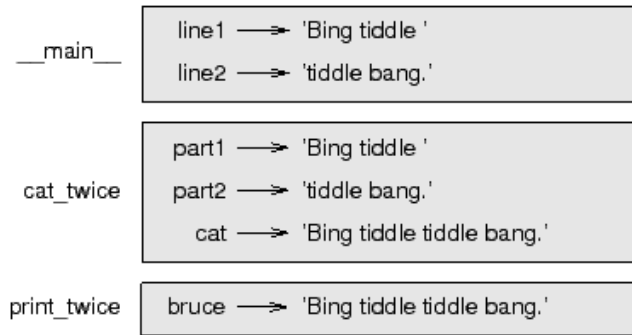 __main__
line1 'Bing tiddle '
line2 'tiddle bang.'
cat_twice
part1 'Bing tiddle '
part2 'tiddle bang.'
cat 'Bing tiddle tiddle bang.'
print_twice
bruce 'Bing tiddle tiddle bang.'